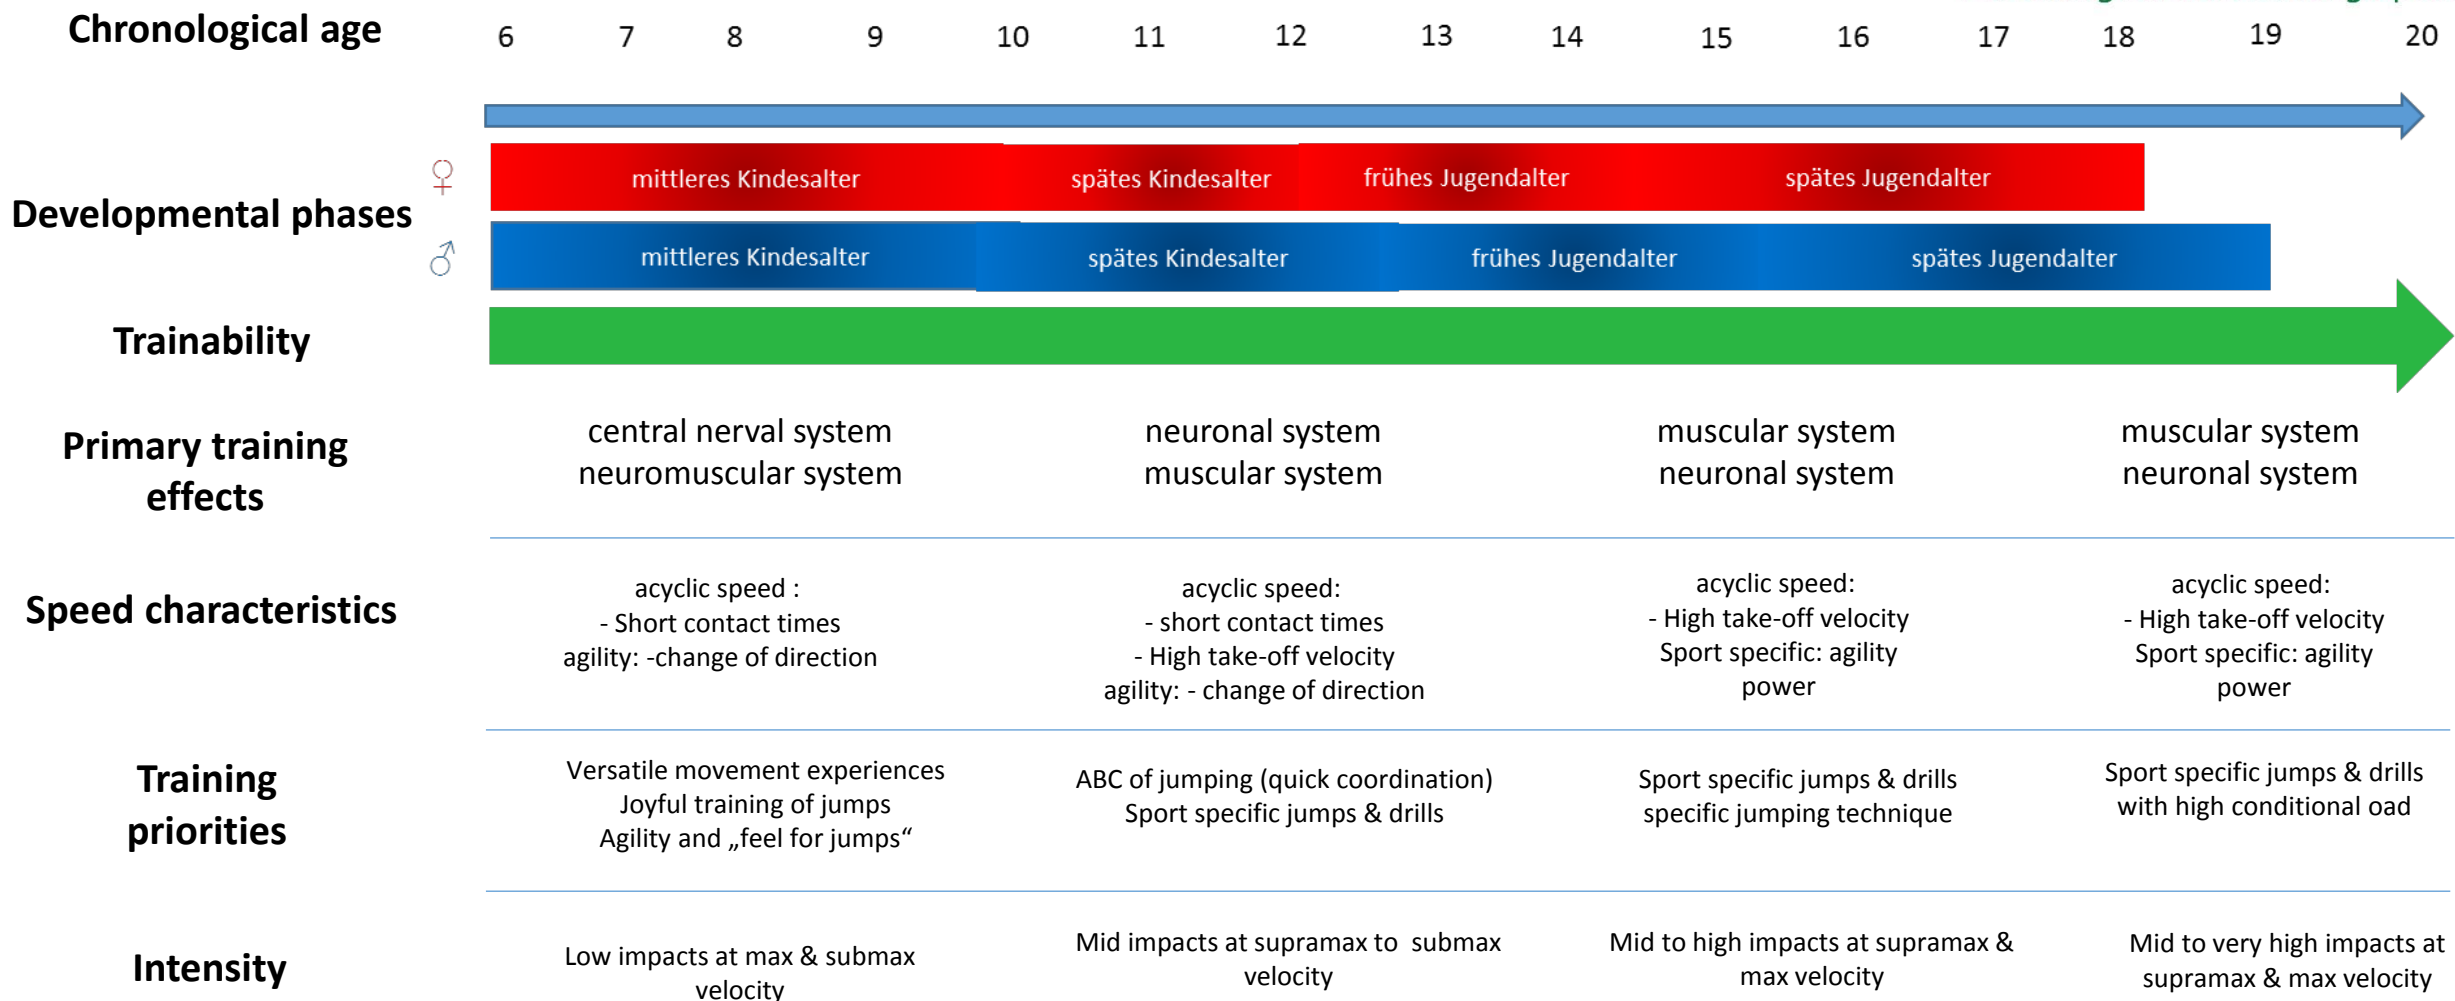 Chronological age
6 7 8 9 10 11 12 13 14 15 16 17 18 19 20
♀
mittleres Kindesalter spätes Kindesalter frühes Jugendalter spätes Jugendalter
Developmental phases
♂
mittleres Kindesalter spätes Kindesalter frühes Jugendalter spätes Jugendalter
Trainability
Primary training
effects
central nerval system
neuromuscular system
neuronal system
muscular system
muscular system
neuronal system
muscular system
neuronal system
Speed characteristics
acyclic speed :
- Short contact times
agility: -change of direction
acyclic speed:
- short contact times
- High take-off velocity
agility: - change of direction
acyclic speed:
- High take-off velocity
Sport specific: agility
power
acyclic speed:
- High take-off velocity
Sport specific: agility
power
Training
priorities
Versatile movement experiences
Joyful training of jumps
Agility and „feel for jumps“
ABC of jumping (quick coordination)
Sport specific jumps & drills
Sport specific jumps & drills
specific jumping technique
Sport specific jumps & drills
with high conditional oad
Intensity
Low impacts at max & submax
velocity
Mid impacts at supramax to submax
velocity
Mid to high impacts at supramax &
max velocity
Mid to very high impacts at
supramax & max velocity